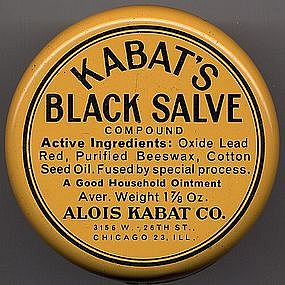 KABAT'S
BLACK SALVE
COMPOUND
Active Ingredients: Oxide Lead
Red, Purified Beeswax, Cotton
Seed Oil. Fused by special process.
A Good Household Ointment
Aver. Weight 1⅞ Oz.
ALOIS KABAT CO.
3156 W. - 26TH ST.,
CHICAGO 23, ILL.